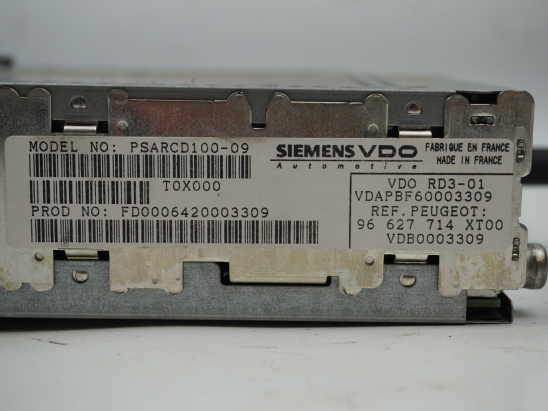 MODEL NO: PSARCD100-09
T0X000
PROD NO: FD0006420003309
SIEMENS VDO
Automotive
FABRIQUE EN FRANCE
MADE IN FRANCE
VDO RD3-01
VDAPBF60003309
REF. PEUGEOT:
96 627 714 XT00
VDB0003309